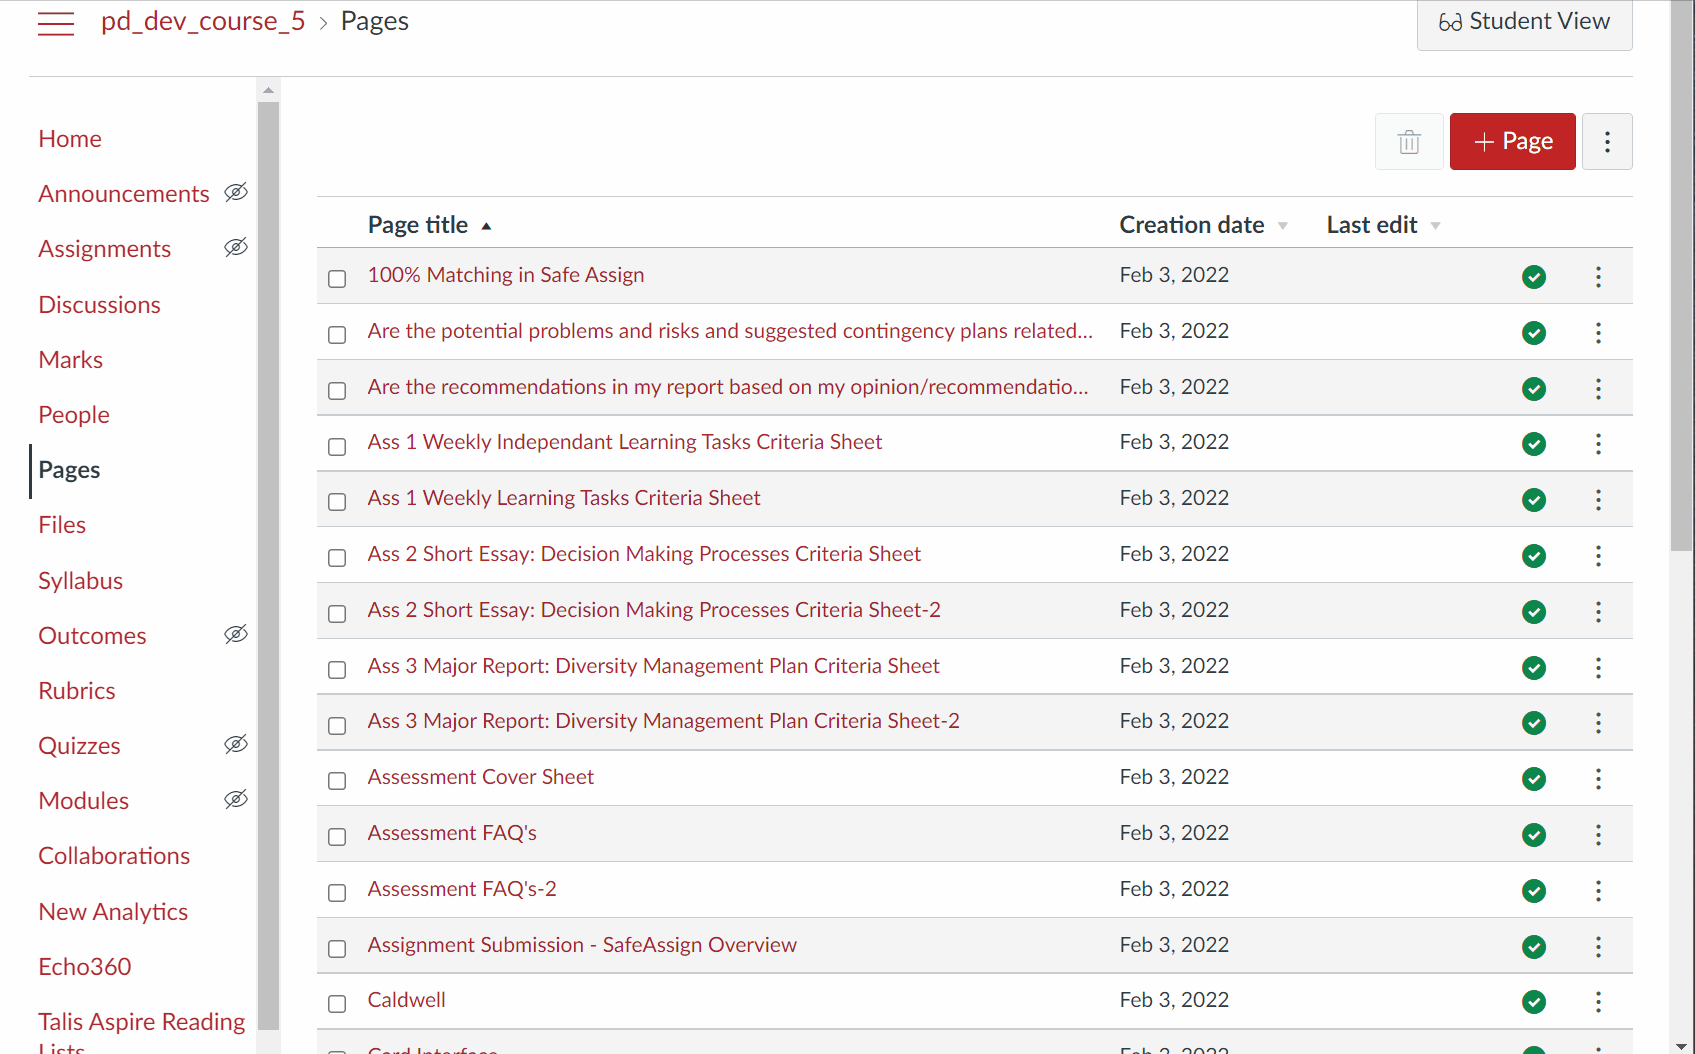 pd_dev_course_5 › Pages
Student View
Home
Announcements
Assignments
Discussions
Marks
People
Pages
Files
Syllabus
Outcomes
Rubrics
Quizzes
Modules
Collaborations
New Analytics
Echo360
Talis Aspire Reading
Lists
+ Page
Page title Creation date Last edit
100% Matching in Safe Assign Feb 3, 2022
Are the potential problems and risks and suggested contingency plans related... Feb 3, 2022
Are the recommendations in my report based on my opinion/recommendatio... Feb 3, 2022
Ass 1 Weekly Independant Learning Tasks Criteria Sheet Feb 3, 2022
Ass 1 Weekly Learning Tasks Criteria Sheet Feb 3, 2022
Ass 2 Short Essay: Decision Making Processes Criteria Sheet Feb 3, 2022
Ass 2 Short Essay: Decision Making Processes Criteria Sheet-2 Feb 3, 2022
Ass 3 Major Report: Diversity Management Plan Criteria Sheet Feb 3, 2022
Ass 3 Major Report: Diversity Management Plan Criteria Sheet-2 Feb 3, 2022
Assessment Cover Sheet Feb 3, 2022
Assessment FAQ's Feb 3, 2022
Assessment FAQ's-2 Feb 3, 2022
Assignment Submission - SafeAssign Overview Feb 3, 2022
Caldwell Feb 3, 2022
Card Interface Feb 3, 2022